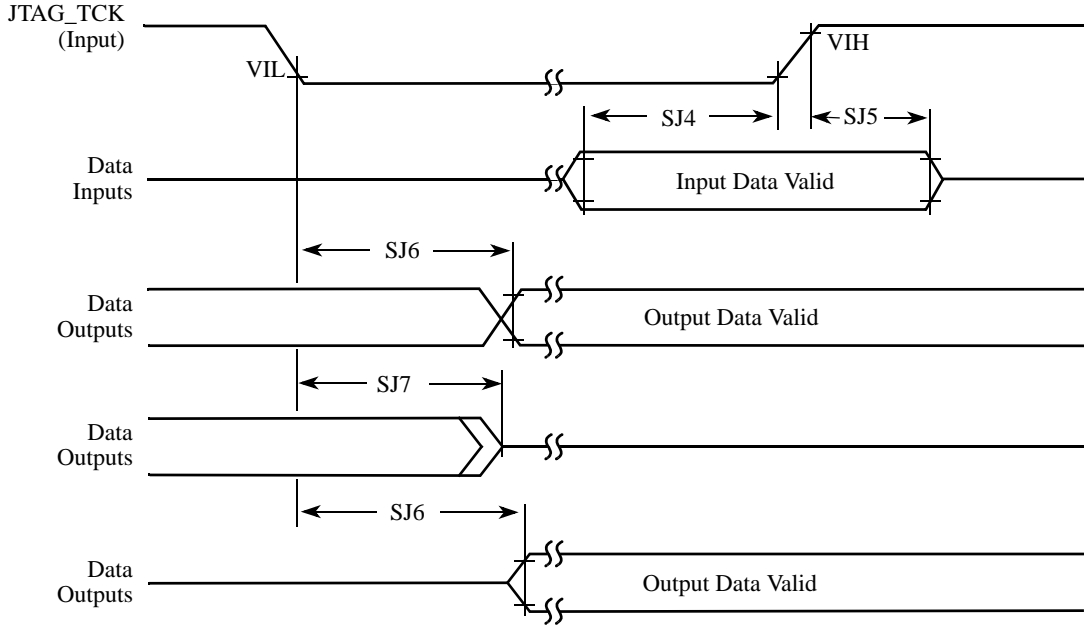 JTAG_TCK
(Input)
VIL
VIH
SJ4
SJ5
Data
Inputs
Input Data Valid
SJ6
Data
Outputs
Output Data Valid
SJ7
Data
Outputs
SJ6
Data
Outputs
Output Data Valid